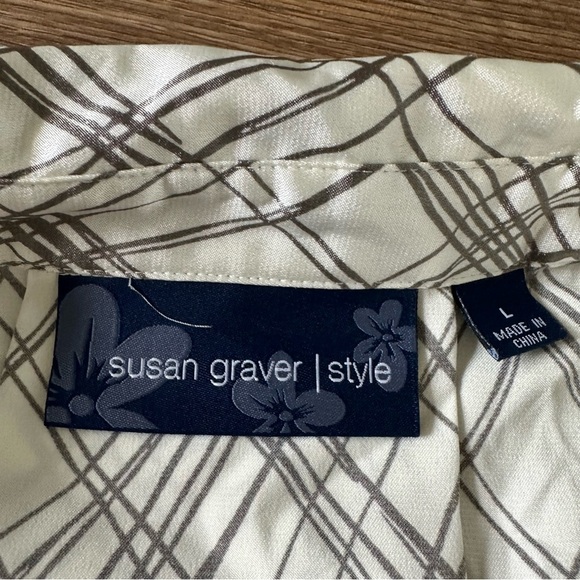 susan graver | style
L
MADE IN
CHINA